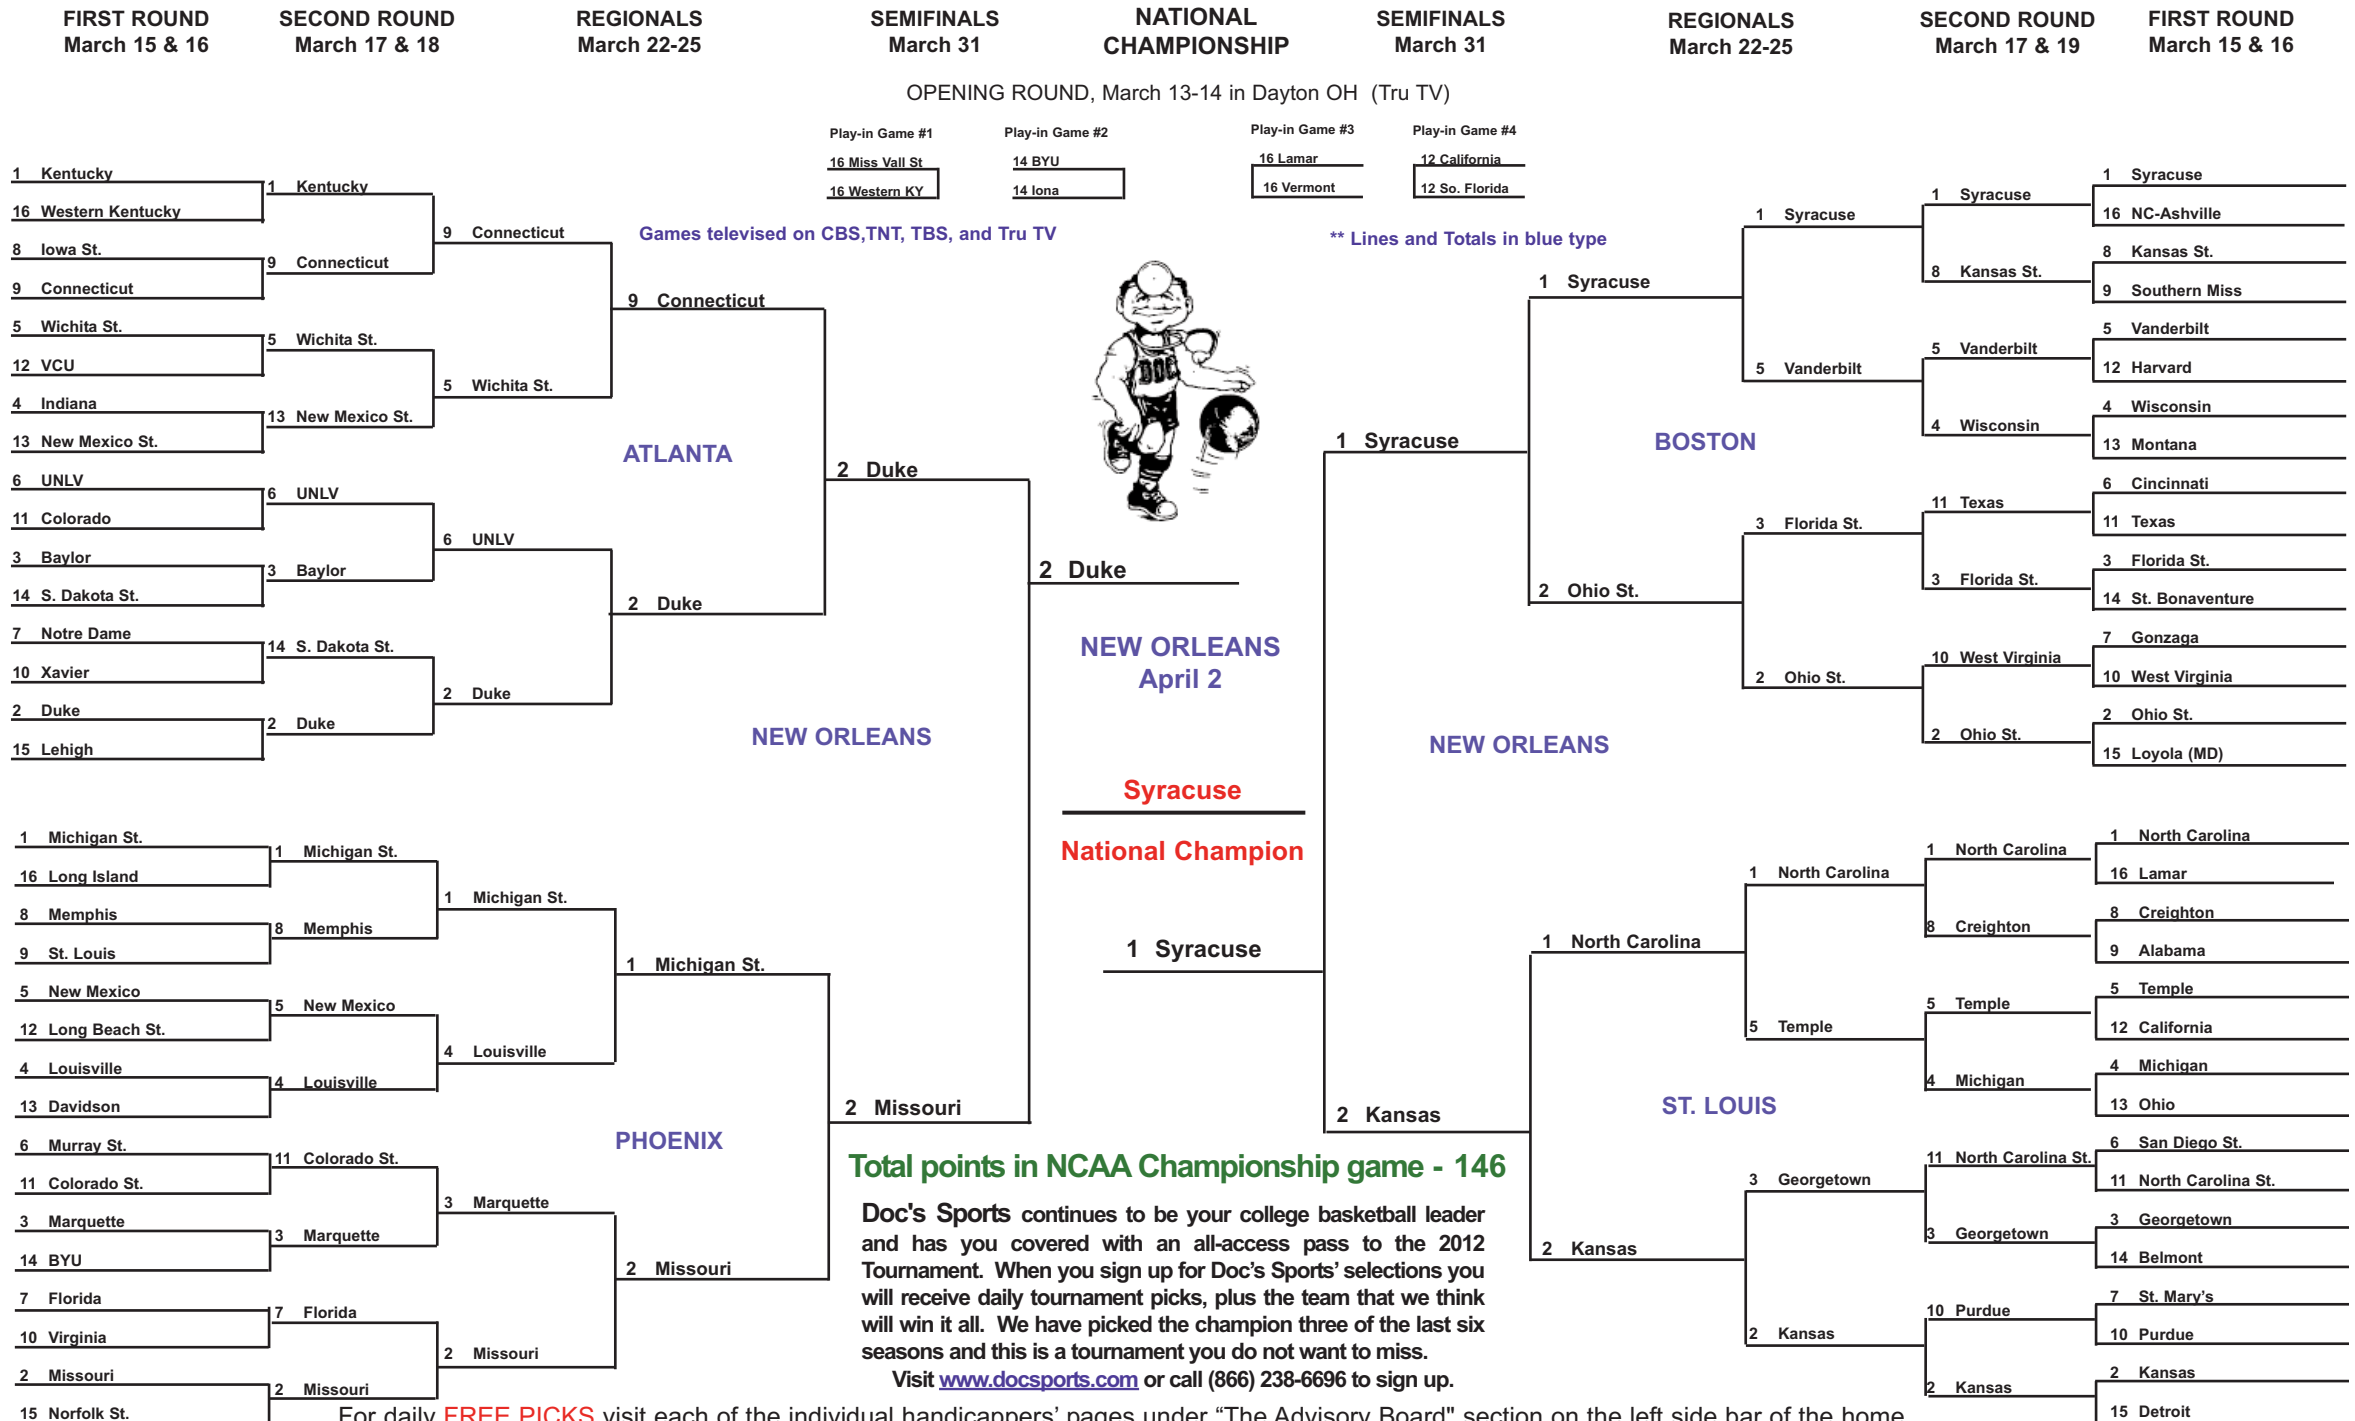 FIRST ROUND
March 15 & 16
SECOND ROUND
March 17 & 18
REGIONALS
March 22-25
SEMIFINALS
March 31
NATIONAL
CHAMPIONSHIP
SEMIFINALS
March 31
REGIONALS
March 22-25
SECOND ROUND
March 17 & 19
FIRST ROUND
March 15 & 16
OPENING ROUND, March 13-14 in Dayton OH (Tru TV)
Play-in Game #1
16 Miss Vall St
16 Western KY
Play-in Game #2
14 BYU
14 Iona
Play-in Game #3
16 Lamar
16 Vermont
Play-in Game #4
12 California
12 So. Florida
Games televised on CBS,TNT, TBS, and Tru TV
** Lines and Totals in blue type
1 Kentucky
16 Western Kentucky
8 Iowa St.
9 Connecticut
5 Wichita St.
12 VCU
4 Indiana
13 New Mexico St.
6 UNLV
11 Colorado
3 Baylor
14 S. Dakota St.
7 Notre Dame
10 Xavier
2 Duke
15 Lehigh
1 Kentucky
9 Connecticut
5 Wichita St.
13 New Mexico St.
6 UNLV
3 Baylor
14 S. Dakota St.
2 Duke
9 Connecticut
5 Wichita St.
6 UNLV
2 Duke
9 Connecticut
2 Duke
ATLANTA
2 Duke
NEW ORLEANS
1 Michigan St.
16 Long Island
8 Memphis
9 St. Louis
5 New Mexico
12 Long Beach St.
4 Louisville
13 Davidson
6 Murray St.
11 Colorado St.
3 Marquette
14 BYU
7 Florida
10 Virginia
2 Missouri
15 Norfolk St.
1 Michigan St.
8 Memphis
5 New Mexico
4 Louisville
11 Colorado St.
3 Marquette
7 Florida
2 Missouri
1 Michigan St.
4 Louisville
3 Marquette
2 Missouri
1 Michigan St.
2 Missouri
PHOENIX
2 Missouri
DOC
2 Duke
NEW ORLEANS
April 2
Syracuse
National Champion
1 Syracuse
1 Syracuse
BOSTON
1 Syracuse
2 Ohio St.
1 Syracuse
5 Vanderbilt
3 Florida St.
2 Ohio St.
1 Syracuse
8 Kansas St.
5 Vanderbilt
4 Wisconsin
11 Texas
3 Florida St.
10 West Virginia
2 Ohio St.
1 Syracuse
16 NC-Ashville
8 Kansas St.
9 Southern Miss
5 Vanderbilt
12 Harvard
4 Wisconsin
13 Montana
6 Cincinnati
11 Texas
3 Florida St.
14 St. Bonaventure
7 Gonzaga
10 West Virginia
2 Ohio St.
15 Loyola (MD)
NEW ORLEANS
2 Kansas
ST. LOUIS
1 North Carolina
2 Kansas
1 North Carolina
5 Temple
3 Georgetown
2 Kansas
1 North Carolina
8 Creighton
5 Temple
4 Michigan
11 North Carolina St.
3 Georgetown
10 Purdue
2 Kansas
1 North Carolina
16 Lamar
8 Creighton
9 Alabama
5 Temple
12 California
4 Michigan
13 Ohio
6 San Diego St.
11 North Carolina St.
3 Georgetown
14 Belmont
7 St. Mary’s
10 Purdue
2 Kansas
15 Detroit
Total points in NCAA Championship game - 146
Doc's Sports continues to be your college basketball leader
and has you covered with an all-access pass to the 2012
Tournament. When you sign up for Doc’s Sports’ selections you
will receive daily tournament picks, plus the team that we think
will win it all. We have picked the champion three of the last six
seasons and this is a tournament you do not want to miss.
Visit www.docsports.com or call (866) 238-6696 to sign up.
For daily FREE PICKS visit each of the individual handicappers’ pages under “The Advisory Board" section on the left side bar of the home